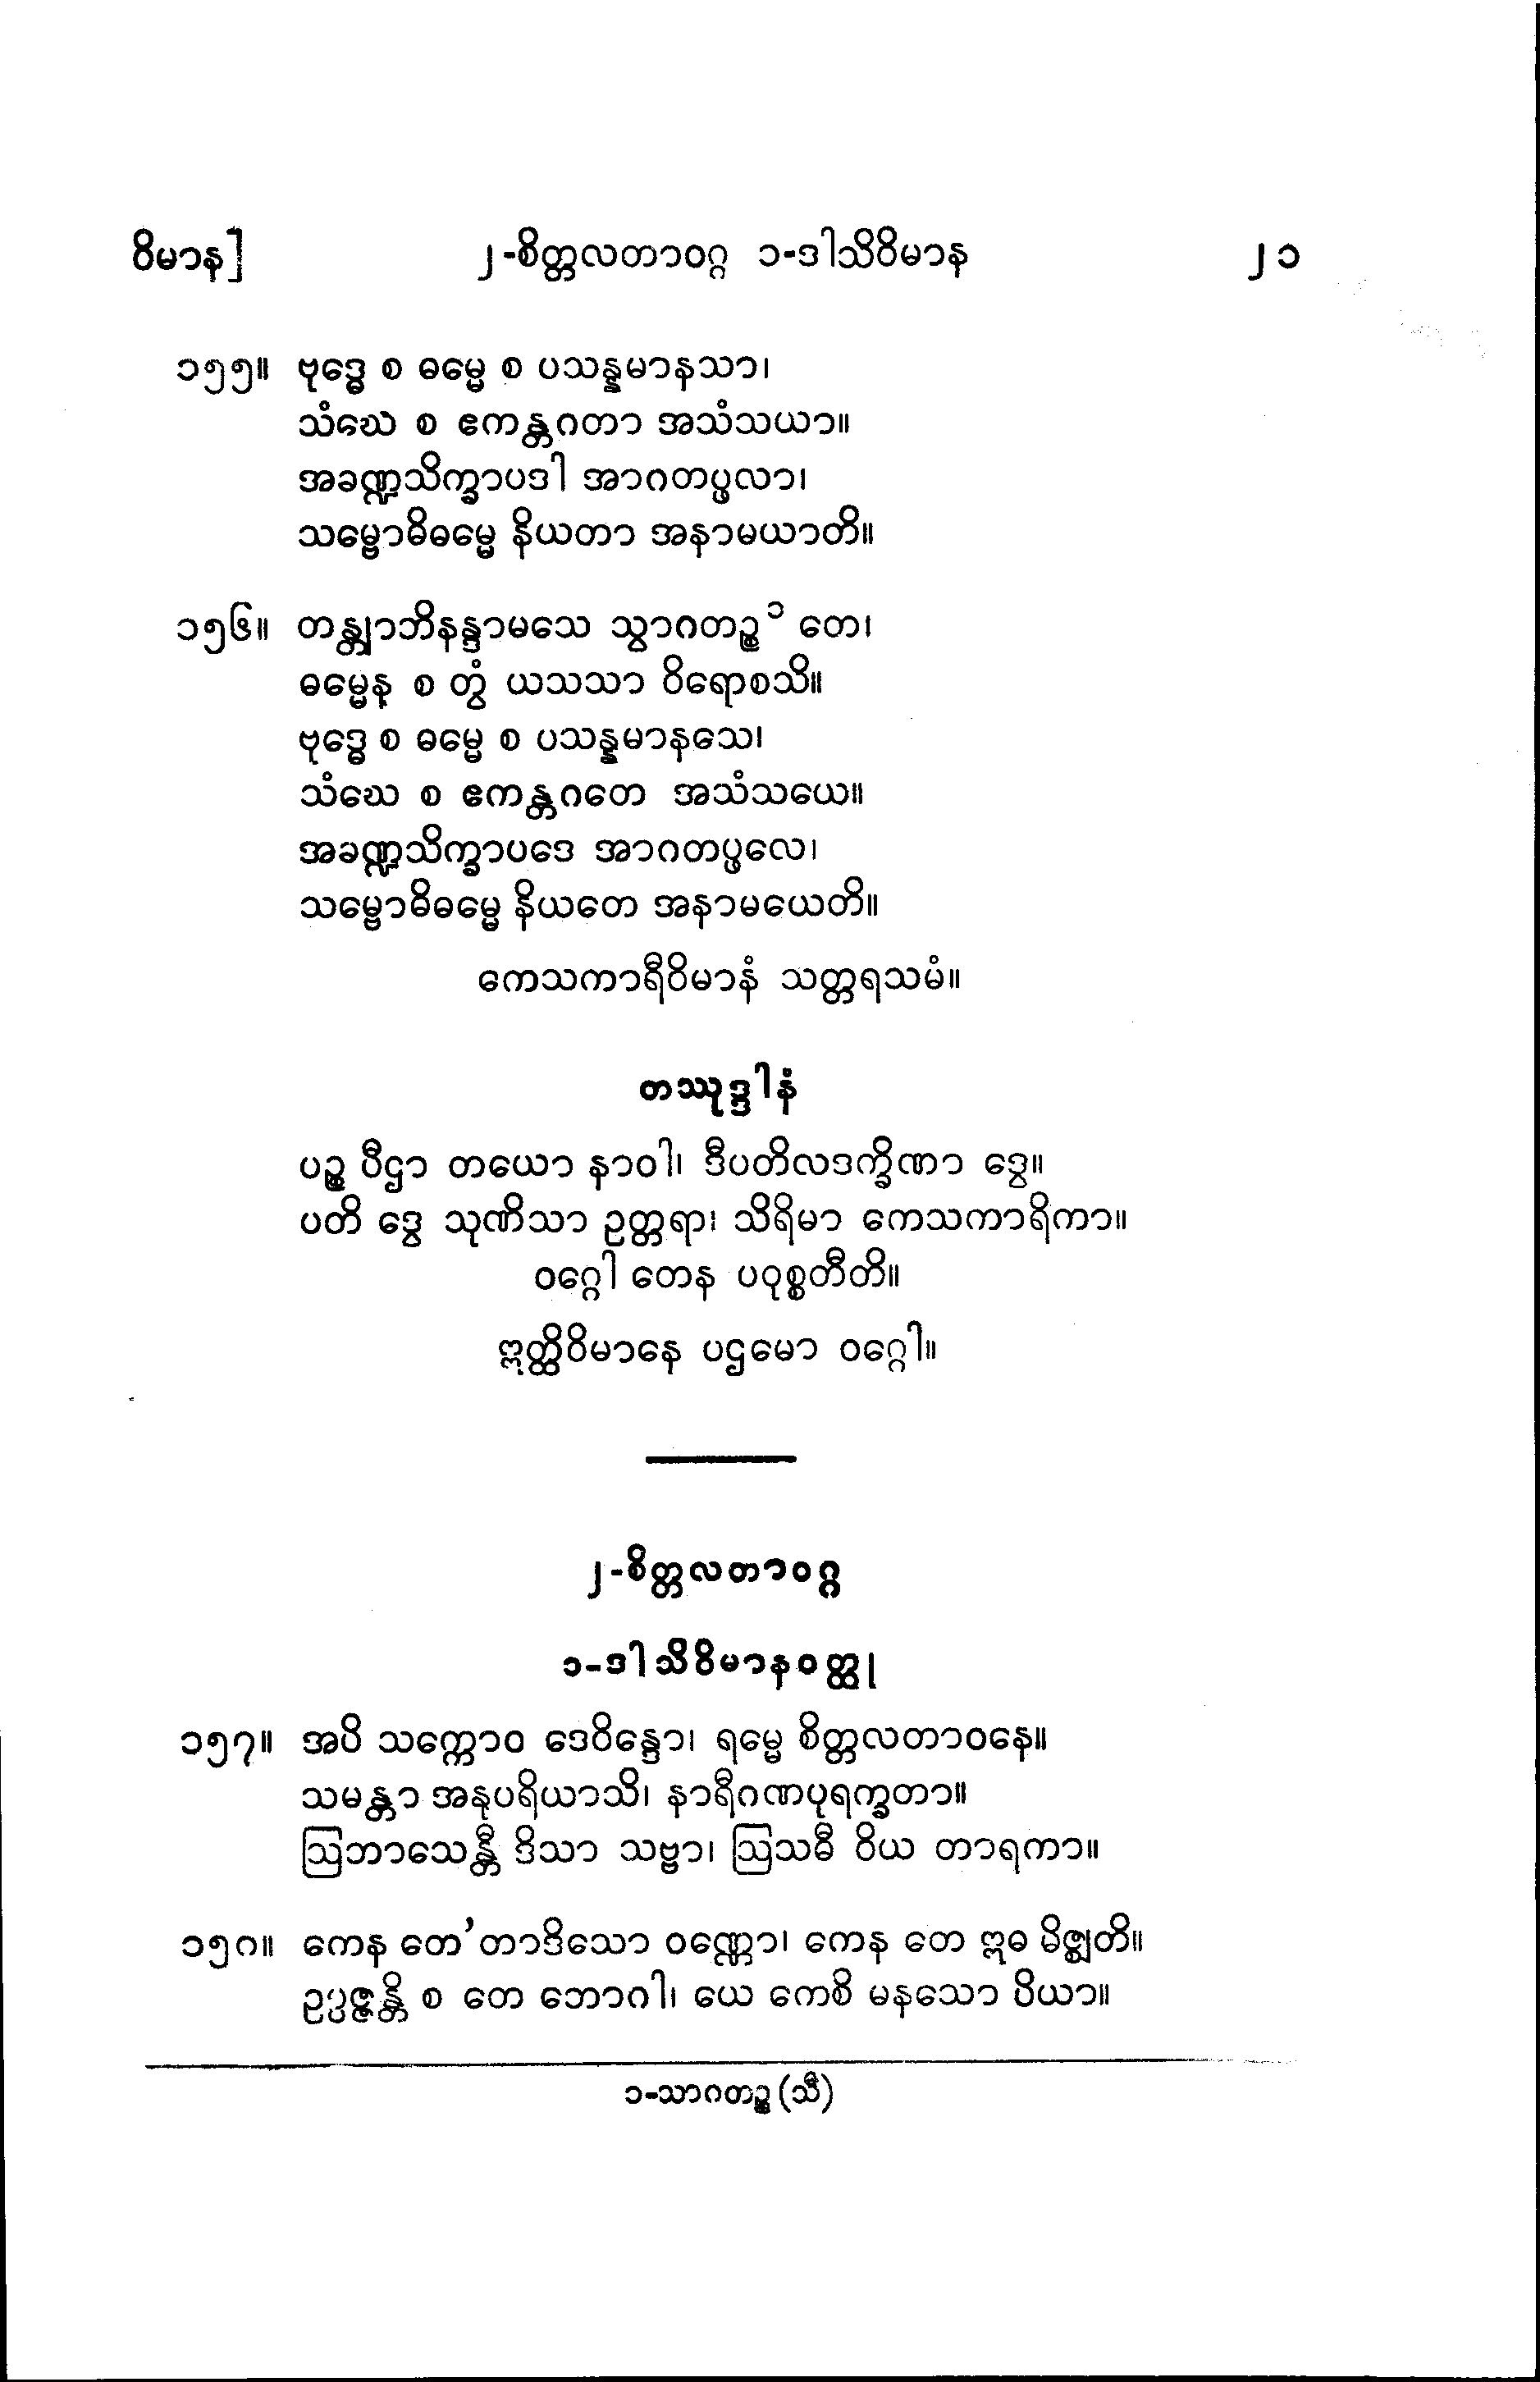 ဝိမာန]
၂-စိတ္တလတာဝဂ္ဂ ၁-ဒါသိဝိမာန
၂၁
၁၅၅။ ဗုဒ္ဓေ စ ဓမ္မေ စ ပသန္နမာနသာ၊
သံဃေ စ ဧကန္တဂတာ အသံသယာ။
အခဏ္ဍသိက္ခာပဒါ အာဂတပ္ဖလာ၊
သမ္ဗောဓိဓမ္မေ နိယတာ အနာမယာတိ။
၁၅၆။ တန္တျာဘိနန္ဒာမသေ သွာဂတဉ္စ ၁ တေ၊
ဓမ္မေန စ တွံ ယသသာ ဝိရောစသိ။
ဗုဒ္ဓေ စ ဓမ္မေ စ ပသန္နမာနသေ၊
သံဃေ စ ဧကန္တဂတေ အသံသယေ။
အခဏ္ဍသိက္ခာပဒေ အာဂတပ္ဖလေ၊
သမ္ဗောဓိဓမ္မေ နိယတေ အနာမယေတိ။
ကေသကာရီဝိမာနံ သတ္တရသမံ။
တဿုဒ္ဒါနံ
ပဉ္စ ပီဌာ တယော နာဝါ၊ ဒီပတိလဒက္ခိဏာ ဒွေ။
ပတိ ဒွေ သုဏိသာ ဥတ္တရာ၊ သိရိမာ ကေသကာရိကာ။
ဝဂ္ဂေါ တေန ပဝုစ္စတီတိ။
ဣတ္ထိဝိမာနေ ပဌမော ဝဂ္ဂေါ။
၂-စိတ္တလတာဝဂ္ဂ
၁-ဒါသိဝိမာနဝတ္ထု
၁၅၇။ အပိ သက္ကောဝ ဒေဝိန္ဒော၊ ရမ္မေ စိတ္တလတာဝနေ။
သမန္တာ အနုပရိယာသိ၊ နာရီဂဏပုရက္ခတာ။
ဩဘာသေန္တီ ဒိသာ သဗ္ဗာ၊ ဩသဓီ ဝိယ တာရကာ။
၁၅၈။ ကေန တေ’တာဒိသော ဝဏ္ဏော၊ ကေန တေ ဣဓ မိဇ္ဈတိ။
ဥပ္ပဇ္ဇန္တိ စ တေ ဘောဂါ၊ ယေ ကေစိ မနသော ပိယာ။
၁-သာဂတဉ္စ (သီ)